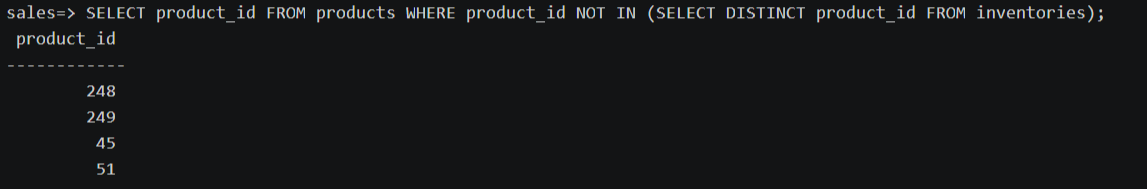 sales=> SELECT product_id FROM products WHERE product_id NOT IN (SELECT DISTINCT product_id FROM inventories);
product_id
------------
248
249
45
51